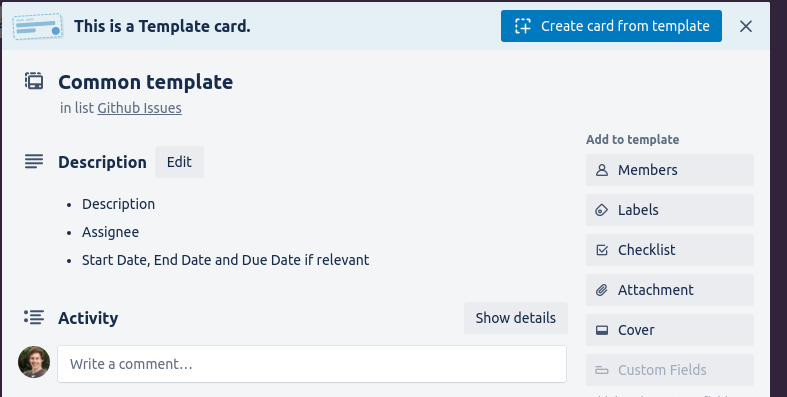 This is a Template card.
Create card from template
Common template
in list Github Issues
Add to template
Description
Edit
Members
Description
Labels
Assignee
Checklist
Start Date, End Date and Due Date if relevant
Attachment
Activity
Show details
Cover
Write a comment…
Custom Fields